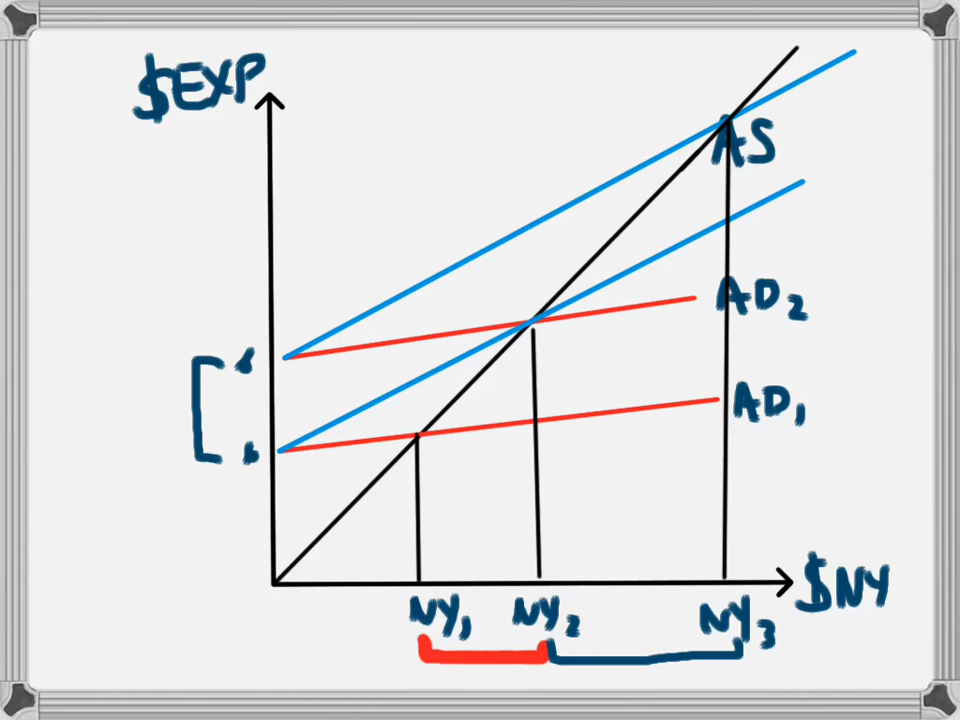 $EXP
AS
AD₂
AD₁
$NY
NY₁ NY₂ NY₃